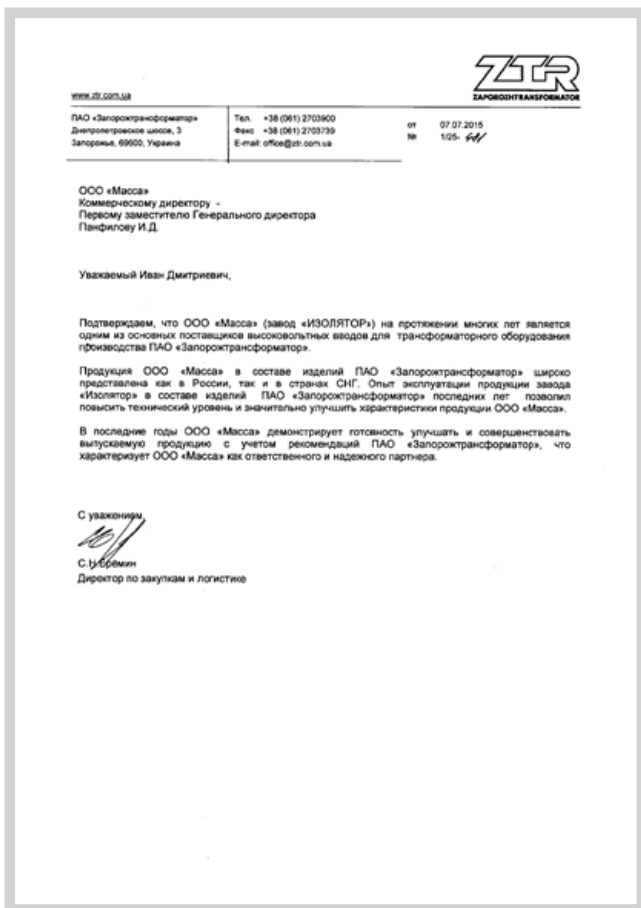 ZTR
ZAPOROZHTRANSFORMATOR
www.ztr.com.ua
ПАО «Запорожтрансформатор»
Днепропетровское шоссе, 3
Запорожье, 69600, Украина
Тел. +38 (061) 2703900
Факс +38 (061) 2703739
E-mail: office@ztr.com.ua
от 07.07.2015
№ 1/25-
ООО «Масса»
Коммерческому директору -
Первому заместителю Генерального директора
Панфилову И.Д.
Уважаемый Иван Дмитриевич,
Подтверждаем, что ООО «Масса» (завод «ИЗОЛЯТОР») на протяжении многих лет является
одним из основных поставщиков высоковольтных вводов для трансформаторного оборудования
производства ПАО «Запорожтрансформатор».
Продукция ООО «Масса» в составе изделий ПАО «Запорожтрансформатор» широко
представлена как в России, так и в странах СНГ. Опыт эксплуатации продукции завода
«Изолятор» в составе изделий ПАО «Запорожтрансформатор» последних лет позволил
повысить технический уровень и значительно улучшить характеристики продукции ООО «Масса».
В последние годы ООО «Масса» демонстрирует готовность улучшать и совершенствовать
выпускаемую продукцию с учетом рекомендаций ПАО «Запорожтрансформатор», что
характеризует ООО «Масса» как ответственного и надежного партнера.
С уважением,
С.Н.Еремин
Директор по закупкам и логистике